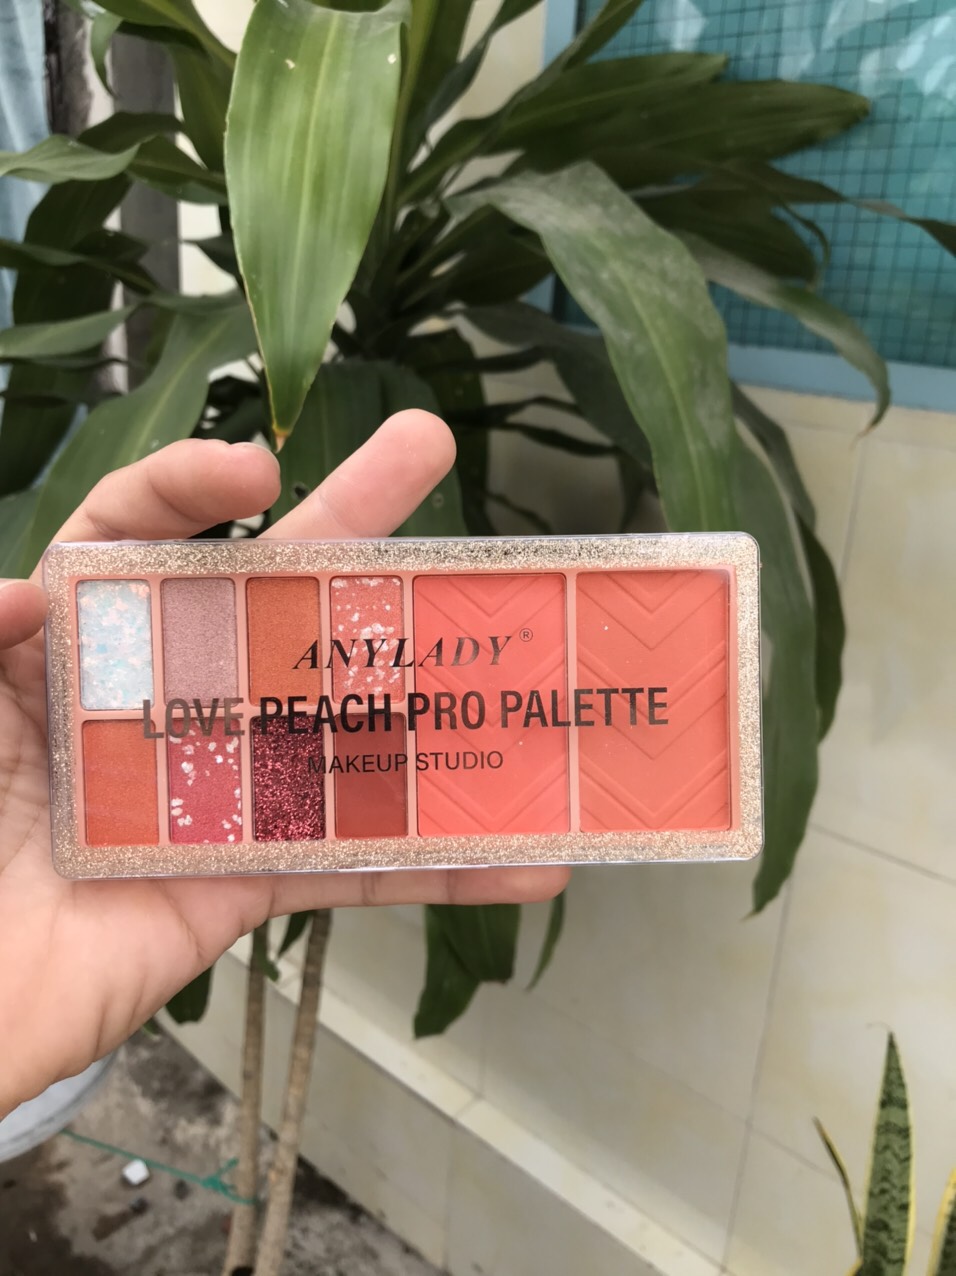 ANYLADY®
LOVE PEACH PRO PALETTE
MAKEUP STUDIO